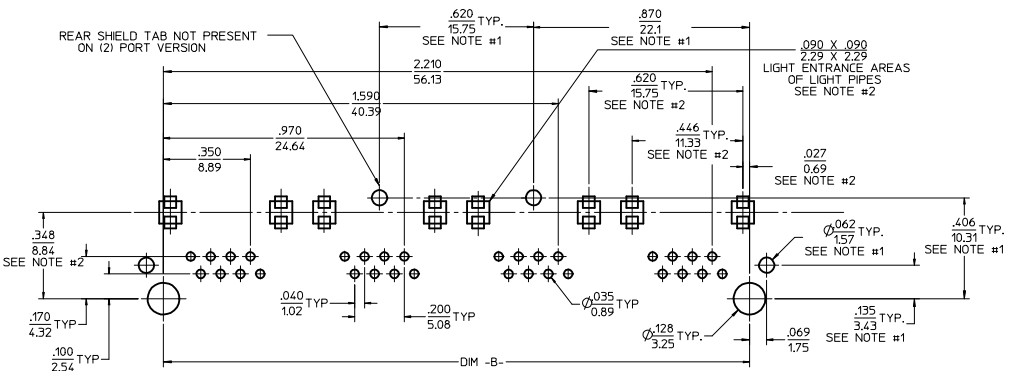 .620
15.75 TYP.
SEE NOTE #1
.870
22.1
SEE NOTE #1
REAR SHIELD TAB NOT PRESENT
ON (2) PORT VERSION
.090 X .090
2.29 X 2.29
LIGHT ENTRANCE AREAS
OF LIGHT PIPES
SEE NOTE #2
2.210
56.13
.620
15.75 TYP.
SEE NOTE #2
1.590
40.39
.970
24.64
.446
11.33 TYP.
SEE NOTE #2
.350
8.89
.027
0.69
SEE NOTE #2
.348
8.84
SEE NOTE #2
Ø.062
1.57 TYP.
SEE NOTE #1
.406
10.31 TYP.
SEE NOTE #1
.040
1.02 TYP
Ø.035
0.89 TYP
.200
5.08 TYP
.170
4.32 TYP
.100
2.54 TYP
Ø.128
3.25 TYP.
.069
1.75
.135
3.43 TYP.
SEE NOTE #1
DIM -B-